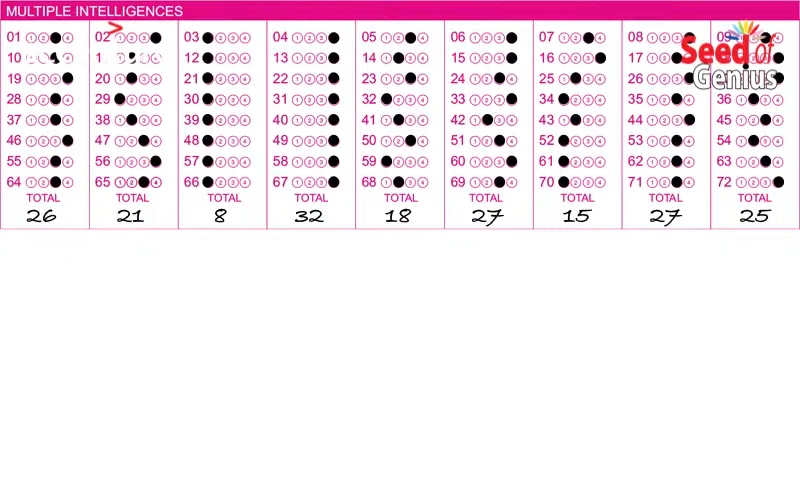 MULTIPLE INTELLIGENCES
01 02 03 04 05 06 07 08 09
10 12 13 14 15 16 17
19 20 21 22 23 24 25 26
28 29 30 31 32 33 34 35 36
37 38 39 40 41 42 43 44 45
46 47 48 49 50 51 52 53 54
55 56 57 58 59 60 61 62 63
64 65 66 67 68 69 70 71 72
TOTAL TOTAL TOTAL TOTAL TOTAL TOTAL TOTAL TOTAL TOTAL
26 21 8 32 18 27 15 27 25
Seed of
Genius